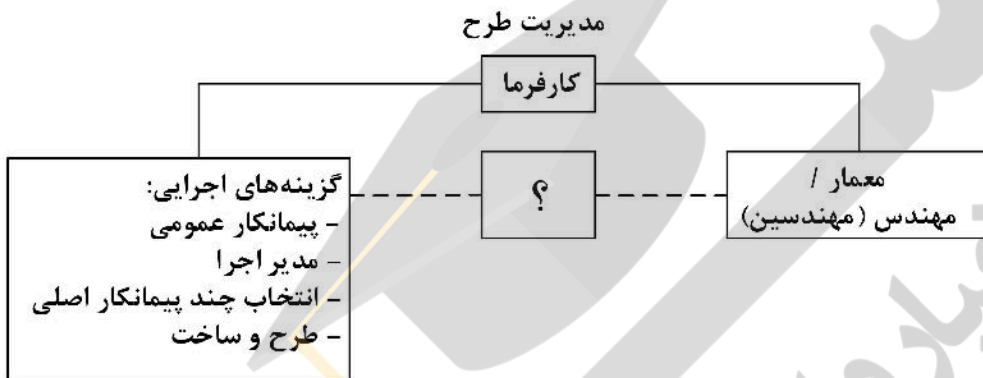 مدیریت طرح
کارفرما
معمار /
مهندس (مهندسین)
؟
گزینه‌های اجرایی:
- پیمانکار عمومی
- مدیر اجرا
- انتخاب چند پیمانکار اصلی
- طرح و ساخت